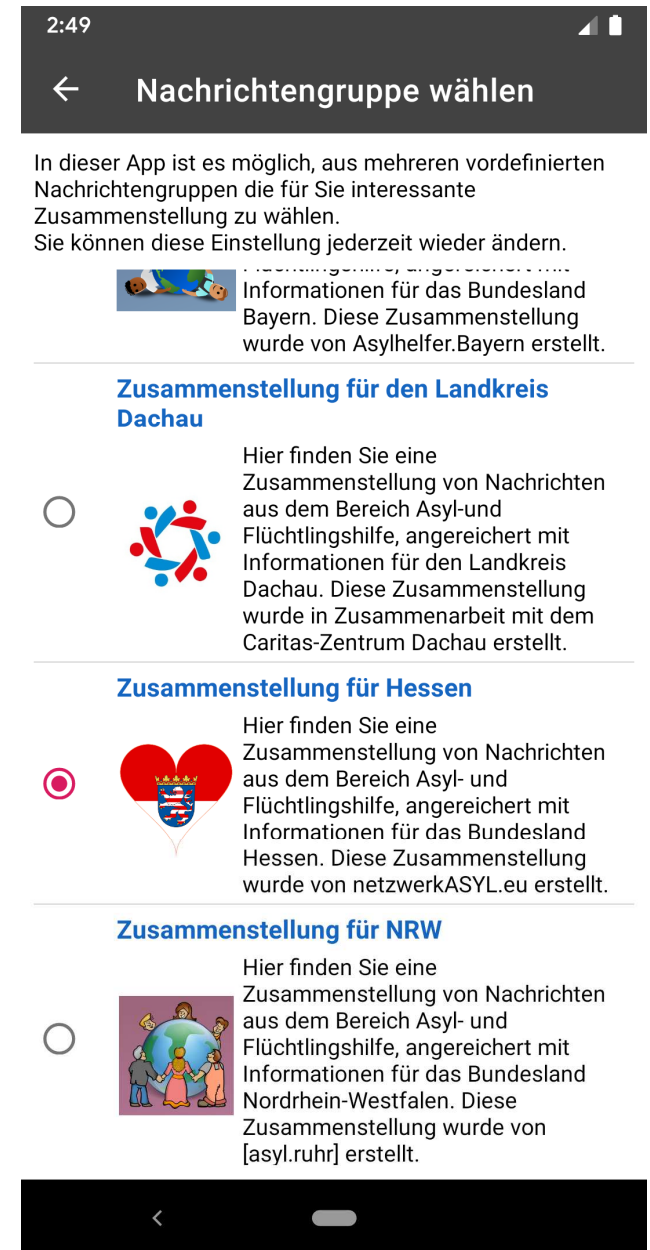 2:49
Nachrichtengruppe wählen
In dieser App ist es möglich, aus mehreren vordefinierten
Nachrichtengruppen die für Sie interessante
Zusammenstellung zu wählen.
Sie können diese Einstellung jederzeit wieder ändern.
Flüchtlingshilfe, angereichert mit
Informationen für das Bundesland
Bayern. Diese Zusammenstellung
wurde von Asylhelfer.Bayern erstellt.
Zusammenstellung für den Landkreis
Dachau
Hier finden Sie eine
Zusammenstellung von Nachrichten
aus dem Bereich Asyl-und
Flüchtlingshilfe, angereichert mit
Informationen für den Landkreis
Dachau. Diese Zusammenstellung
wurde in Zusammenarbeit mit dem
Caritas-Zentrum Dachau erstellt.
Zusammenstellung für Hessen
Hier finden Sie eine
Zusammenstellung von Nachrichten
aus dem Bereich Asyl- und
Flüchtlingshilfe, angereichert mit
Informationen für das Bundesland
Hessen. Diese Zusammenstellung
wurde von netzwerkASYL.eu erstellt.
Zusammenstellung für NRW
Hier finden Sie eine
Zusammenstellung von Nachrichten
aus dem Bereich Asyl- und
Flüchtlingshilfe, angereichert mit
Informationen für das Bundesland
Nordrhein-Westfalen. Diese
Zusammenstellung wurde von
[asyl.ruhr] erstellt.